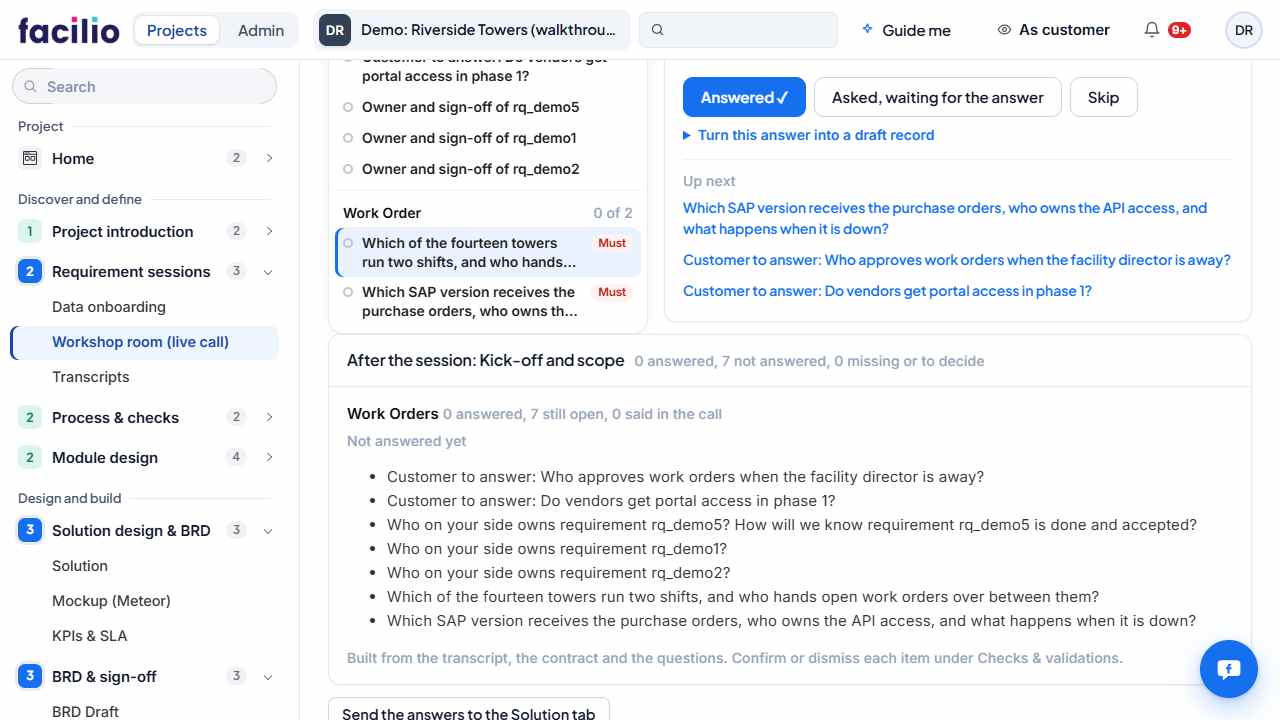 facilio
Projects
Admin
DR
Demo: Riverside Towers (walkthrou...
Guide me
As customer
9+
DR
Search
Project
Home
2
Discover and define
1
Project introduction
2
2
Requirement sessions
3
Data onboarding
Workshop room (live call)
Transcripts
2
Process & checks
2
2
Module design
4
Design and build
3
Solution design & BRD
3
Solution
Mockup (Meteor)
KPIs & SLA
3
BRD & sign-off
3
BRD Draft
Customer to answer: Do vendors get
portal access in phase 1?
Owner and sign-off of rq_demo5
Owner and sign-off of rq_demo1
Owner and sign-off of rq_demo2
Work Order
0 of 2
Which of the fourteen towers
run two shifts, and who hands...
Must
Which SAP version receives the
purchase orders, who owns th...
Must
Answered ✓
Asked, waiting for the answer
Skip
Turn this answer into a draft record
Up next
Which SAP version receives the purchase orders, who owns the API access, and
what happens when it is down?
Customer to answer: Who approves work orders when the facility director is away?
Customer to answer: Do vendors get portal access in phase 1?
After the session: Kick-off and scope 0 answered, 7 not answered, 0 missing or to decide
Work Orders 0 answered, 7 still open, 0 said in the call
Not answered yet
• Customer to answer: Who approves work orders when the facility director is away?
• Customer to answer: Do vendors get portal access in phase 1?
• Who on your side owns requirement rq_demo5? How will we know requirement rq_demo5 is done and accepted?
• Who on your side owns requirement rq_demo1?
• Who on your side owns requirement rq_demo2?
• Which of the fourteen towers run two shifts, and who hands open work orders over between them?
• Which SAP version receives the purchase orders, who owns the API access, and what happens when it is down?
Built from the transcript, the contract and the questions. Confirm or dismiss each item under Checks & validations.
Send the answers to the Solution tab